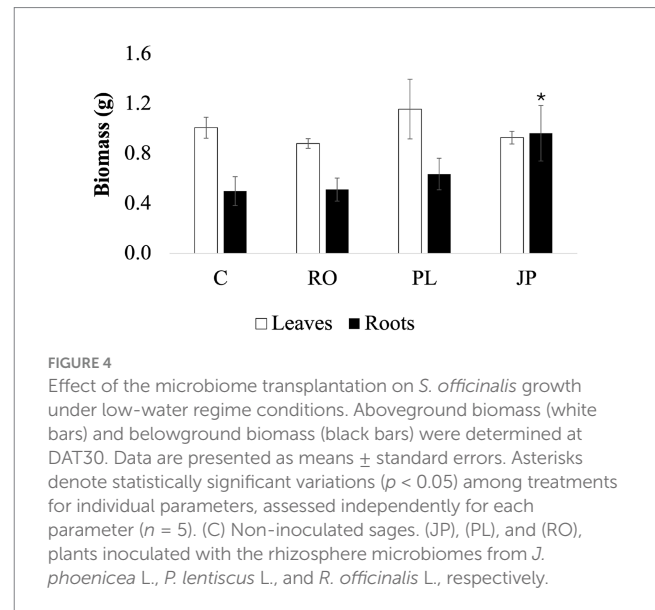 1.6
1.2
0.8
0.4
0.0
Biomass (g)
*
C RO PL JP
Leaves Roots
FIGURE 4
Effect of the microbiome transplantation on S. officinalis growth
under low-water regime conditions. Aboveground biomass (white
bars) and belowground biomass (black bars) were determined at
DAT30. Data are presented as means ± standard errors. Asterisks
denote statistically significant variations (p < 0.05) among treatments
for individual parameters, assessed independently for each
parameter (n = 5). (C) Non-inoculated sages. (JP), (PL), and (RO),
plants inoculated with the rhizosphere microbiomes from J.
phoenicea L., P. lentiscus L., and R. officinalis L., respectively.